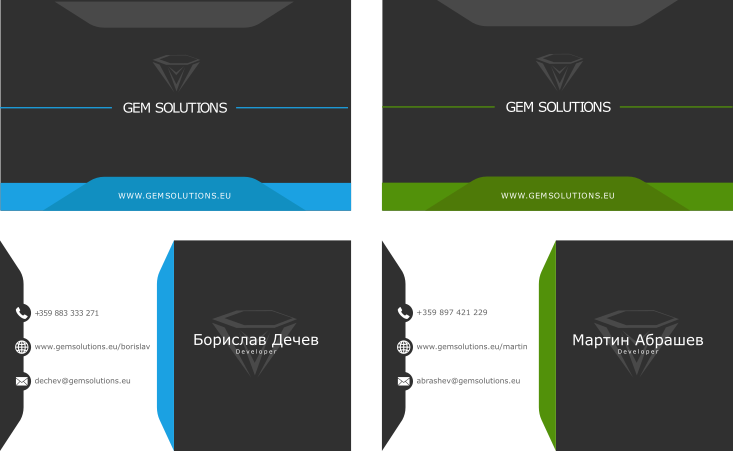 GEM SOLUTIONS
WWW.GEMSOLUTIONS.EU
GEM SOLUTIONS
WWW.GEMSOLUTIONS.EU
+359 883 333 271
www.gemsolutions.eu/borislav
dechev@gemsolutions.eu
Борислав Дечев
Developer
+359 897 421 229
www.gemsolutions.eu/martin
abrashev@gemsolutions.eu
Мартин Абрашев
Developer